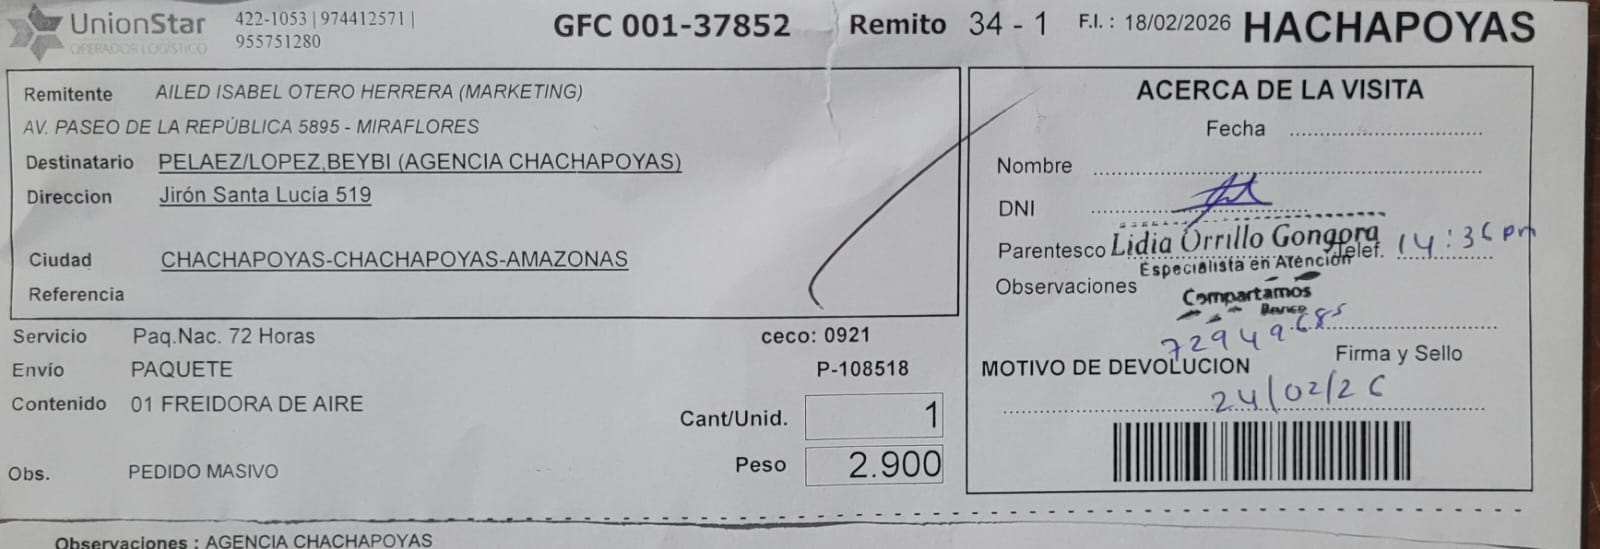 UnionStar
OPERADOR LOGÍSTICO
422-1053 | 974412571 |
955751280
GFC 001-37852
Remito 34 - 1
F.I. : 18/02/2026
HACHAPOYAS
Remitente AILED ISABEL OTERO HERRERA (MARKETING)
AV. PASEO DE LA REPÚBLICA 5895 - MIRAFLORES
Destinatario PELAEZ/LOPEZ,BEYBI (AGENCIA CHACHAPOYAS)
Direccion Jirón Santa Lucía 519
Ciudad CHACHAPOYAS-CHACHAPOYAS-AMAZONAS
Referencia
Servicio Paq.Nac. 72 Horas
ceco: 0921
Envío PAQUETE
P-108518
Contenido 01 FREIDORA DE AIRE
Cant/Unid. 1
Peso 2.900
Obs. PEDIDO MASIVO
ACERCA DE LA VISITA
Fecha
Nombre
DNI
Parentesco Lidia Orrillo Gongora Telef. 14:36 pm
Especialista en Atención
Observaciones
Compartamos
Banco
72949685
Firma y Sello
MOTIVO DE DEVOLUCION
24/02/26
Observaciones : AGENCIA CHACHAPOYAS